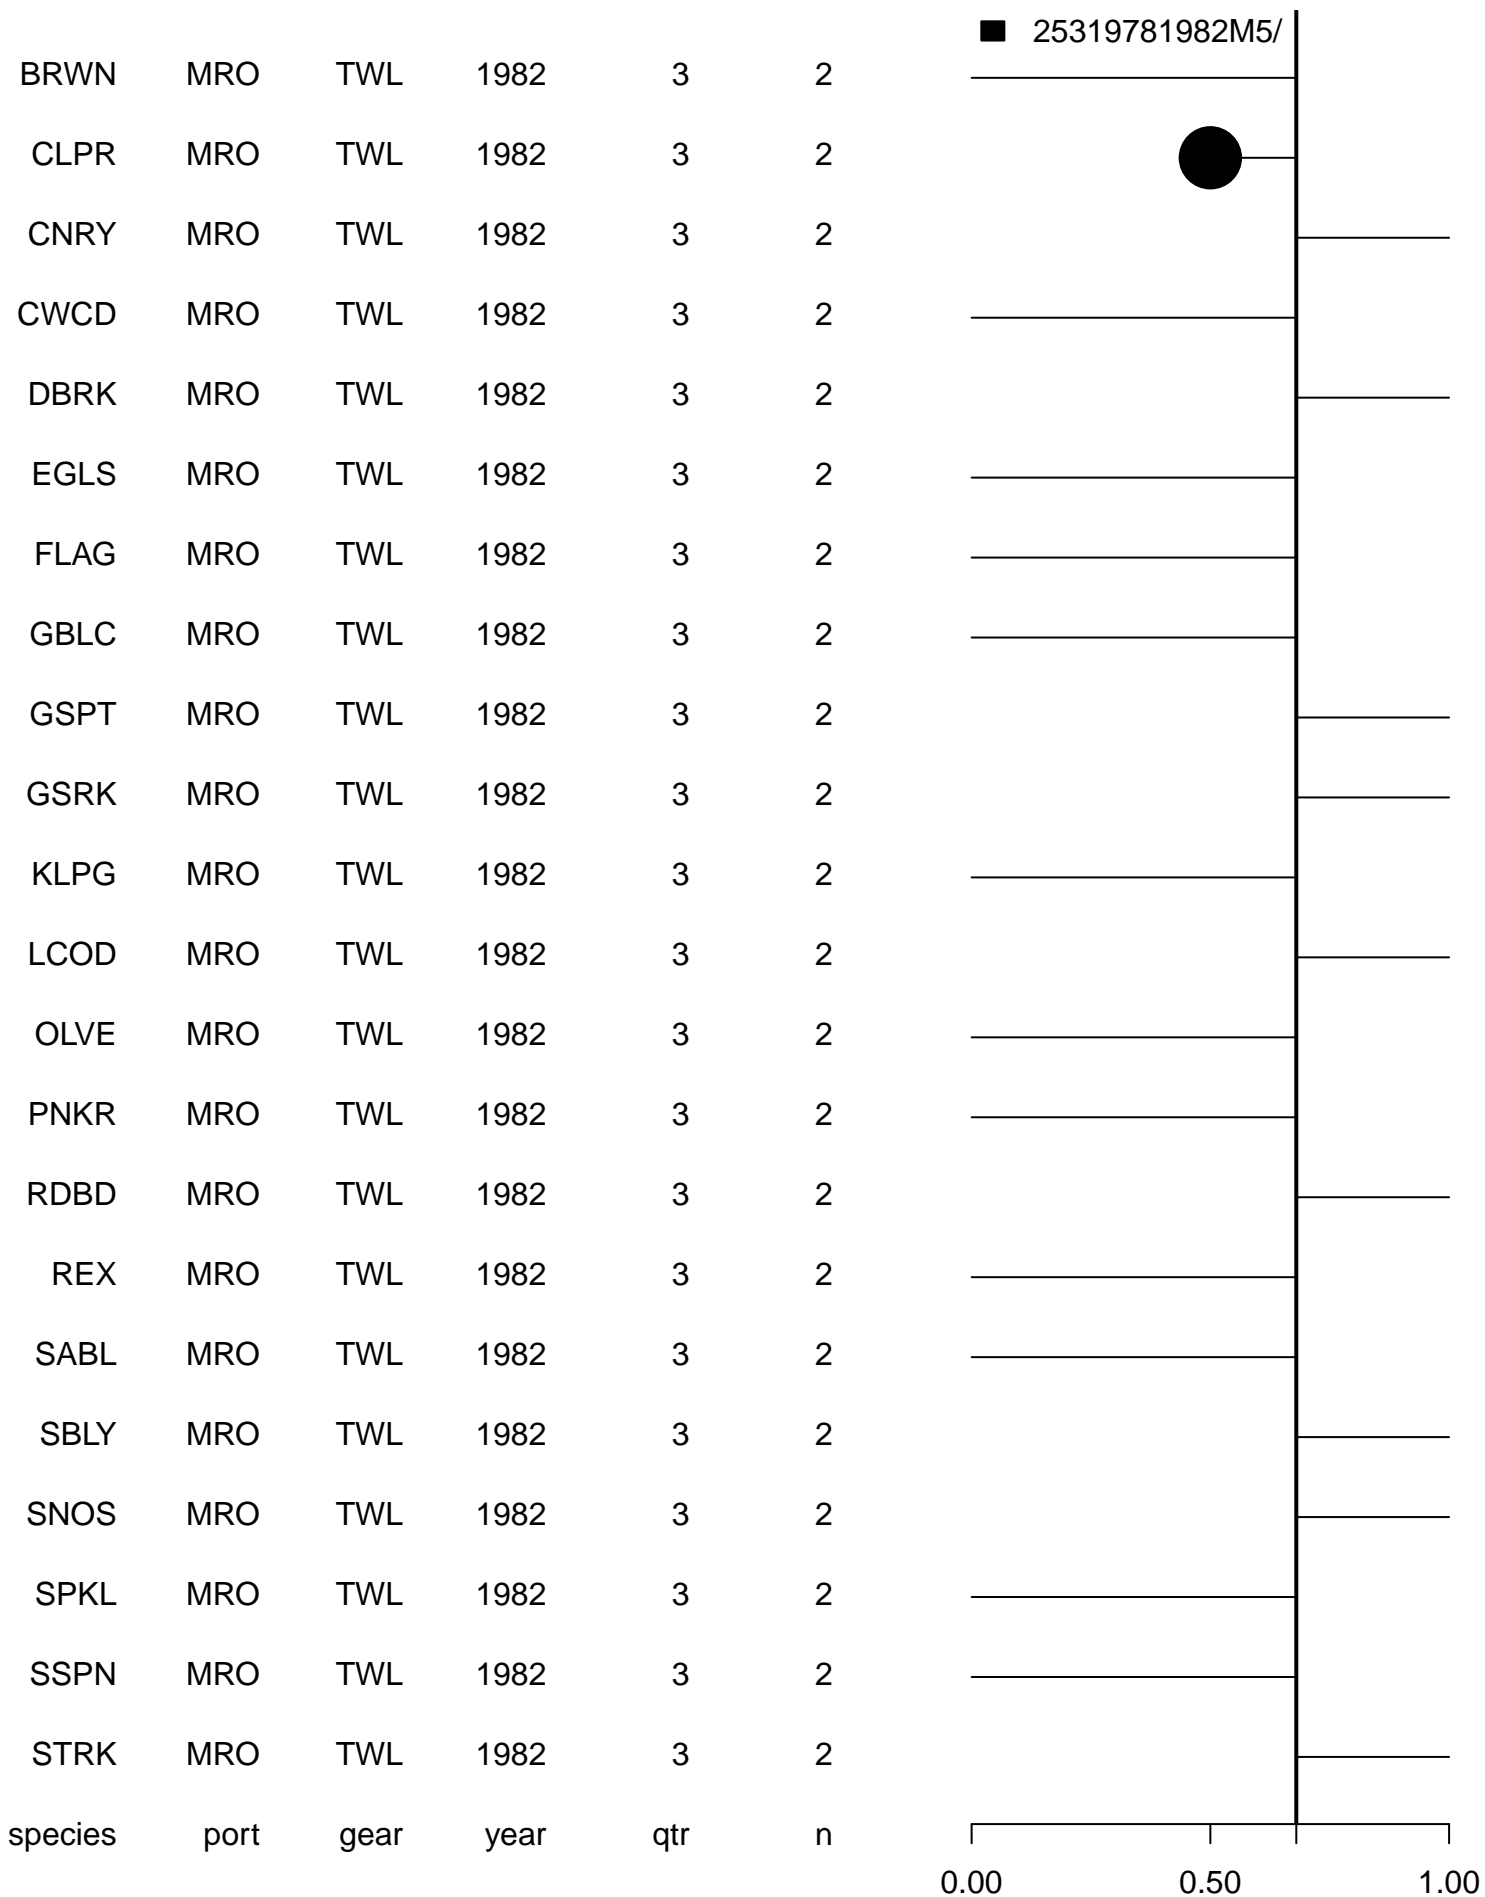 25319781982M5/
BRWN MRO TWL 1982 3 2
CLPR MRO TWL 1982 3 2
CNRY MRO TWL 1982 3 2
CWCD MRO TWL 1982 3 2
DBRK MRO TWL 1982 3 2
EGLS MRO TWL 1982 3 2
FLAG MRO TWL 1982 3 2
GBLC MRO TWL 1982 3 2
GSPT MRO TWL 1982 3 2
GSRK MRO TWL 1982 3 2
KLPG MRO TWL 1982 3 2
LCOD MRO TWL 1982 3 2
OLVE MRO TWL 1982 3 2
PNKR MRO TWL 1982 3 2
RDBD MRO TWL 1982 3 2
REX MRO TWL 1982 3 2
SABL MRO TWL 1982 3 2
SBLY MRO TWL 1982 3 2
SNOS MRO TWL 1982 3 2
SPKL MRO TWL 1982 3 2
SSPN MRO TWL 1982 3 2
STRK MRO TWL 1982 3 2
species port gear year qtr n
0.00 0.50 1.00